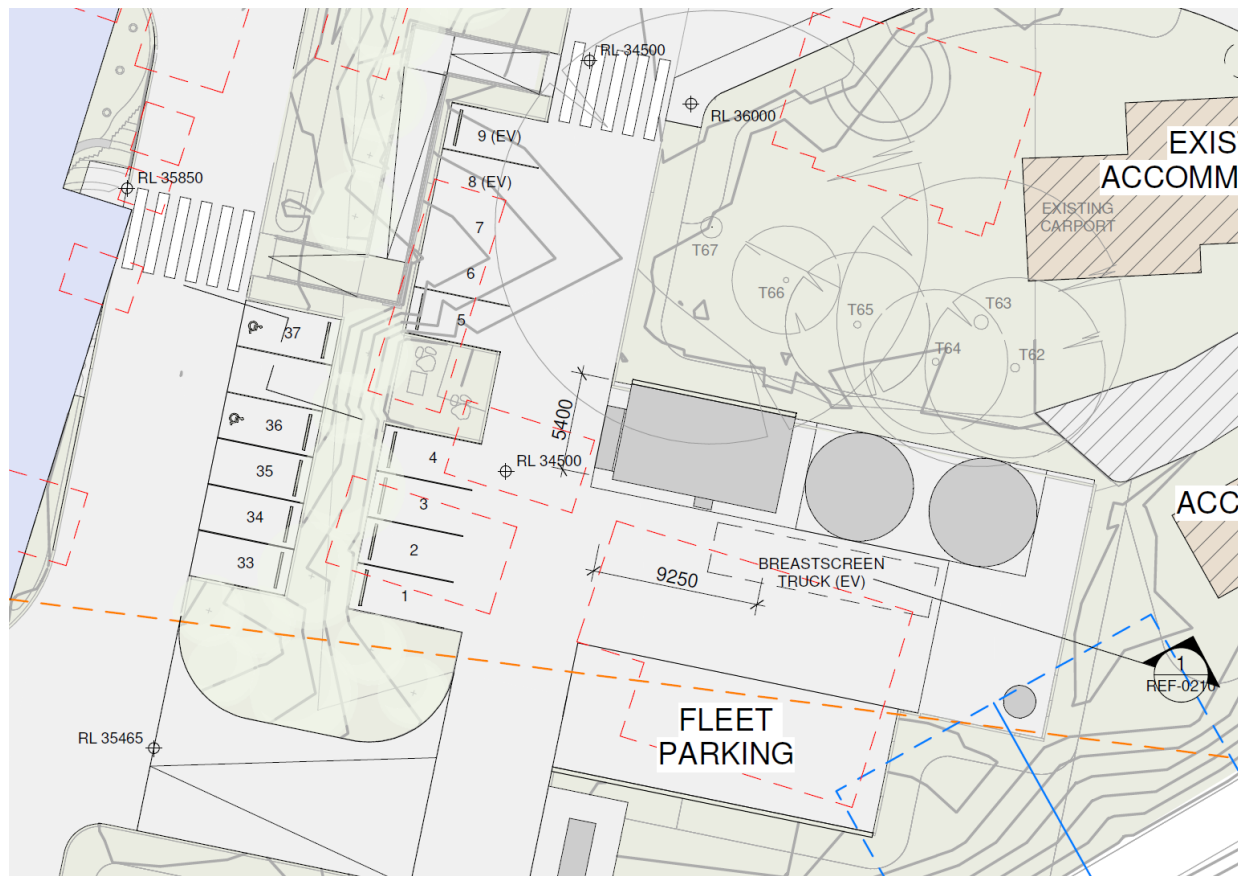 RL 34500
RL 36000
9 (EV)
EXIS
ACCOMM
RL 35850
8 (EV)
EXISTING
CARPORT
7
T67
6
T66
T65
T63
5
37
T64
T62
5400
36
4
RL 34500
35
3
ACC
34
2
BREASTSCREEN
TRUCK (EV)
33
9250
1
1
REF-0210
FLEET
PARKING
RL 35465